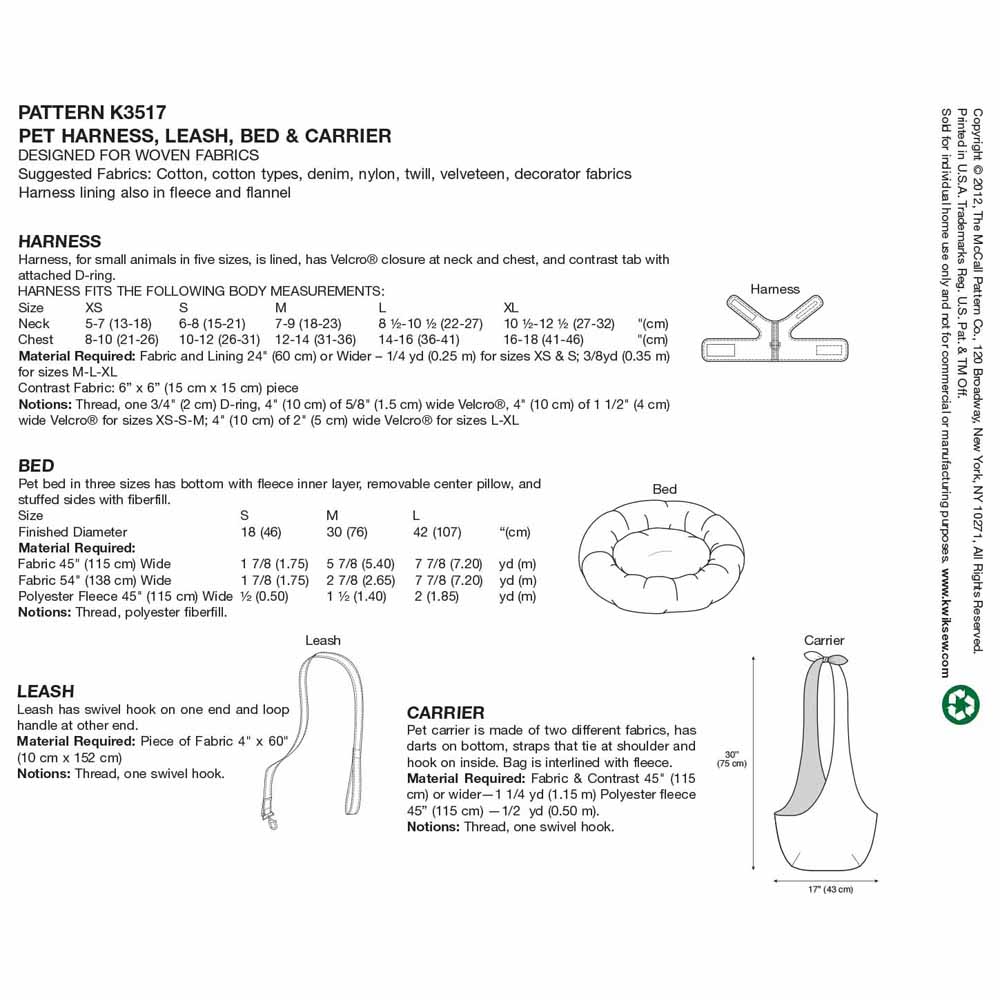 PATTERN K3517
PET HARNESS, LEASH, BED & CARRIER
DESIGNED FOR WOVEN FABRICS
Suggested Fabrics: Cotton, cotton types, denim, nylon, twill, velveteen, decorator fabrics
Harness lining also in fleece and flannel
HARNESS
Harness, for small animals in five sizes, is lined, has Velcro® closure at neck and chest, and contrast tab with
attached D-ring.
HARNESS FITS THE FOLLOWING BODY MEASUREMENTS:
Size XS S M L XL
Neck 5-7 (13-18) 6-8 (15-21) 7-9 (18-23) 8 ½-10 ½ (22-27) 10 ½-12 ½ (27-32) "(cm)
Chest 8-10 (21-26) 10-12 (26-31) 12-14 (31-36) 14-16 (36-41) 16-18 (41-46) "(cm)
Material Required: Fabric and Lining 24" (60 cm) or Wider – 1/4 yd (0.25 m) for sizes XS & S; 3/8yd (0.35 m)
for sizes M-L-XL
Contrast Fabric: 6” x 6” (15 cm x 15 cm) piece
Notions: Thread, one 3/4" (2 cm) D-ring, 4" (10 cm) of 5/8" (1.5 cm) wide Velcro®, 4" (10 cm) of 1 1/2" (4 cm)
wide Velcro® for sizes XS-S-M; 4" (10 cm) of 2" (5 cm) wide Velcro® for sizes L-XL
Harness
BED
Pet bed in three sizes has bottom with fleece inner layer, removable center pillow, and
stuffed sides with fiberfill.
Size S M L
Finished Diameter 18 (46) 30 (76) 42 (107) “(cm)
Material Required:
Fabric 45" (115 cm) Wide 1 7/8 (1.75) 5 7/8 (5.40) 7 7/8 (7.20) yd (m)
Fabric 54" (138 cm) Wide 1 7/8 (1.75) 2 7/8 (2.65) 7 7/8 (7.20) yd (m)
Polyester Fleece 45" (115 cm) Wide ½ (0.50) 1 ½ (1.40) 2 (1.85) yd (m)
Notions: Thread, polyester fiberfill.
Bed
Leash
LEASH
Leash has swivel hook on one end and loop
handle at other end.
Material Required: Piece of Fabric 4" x 60"
(10 cm x 152 cm)
Notions: Thread, one swivel hook.
CARRIER
Pet carrier is made of two different fabrics, has
darts on bottom, straps that tie at shoulder and
hook on inside. Bag is interlined with fleece.
Material Required: Fabric & Contrast 45" (115
cm) or wider—1 1/4 yd (1.15 m) Polyester fleece
45” (115 cm) —1/2 yd (0.50 m).
Notions: Thread, one swivel hook.
Carrier
30"
(75 cm)
17" (43 cm)
Copyright © 2012, The McCall Pattern Co., 120 Broadway, New York, NY 10271, All Rights Reserved.
Printed in U.S.A. Trademarks Reg. U.S. Pat. & TM Off.
Sold for individual home use only and not for commercial or manufacturing purposes. www.kwiksew.com